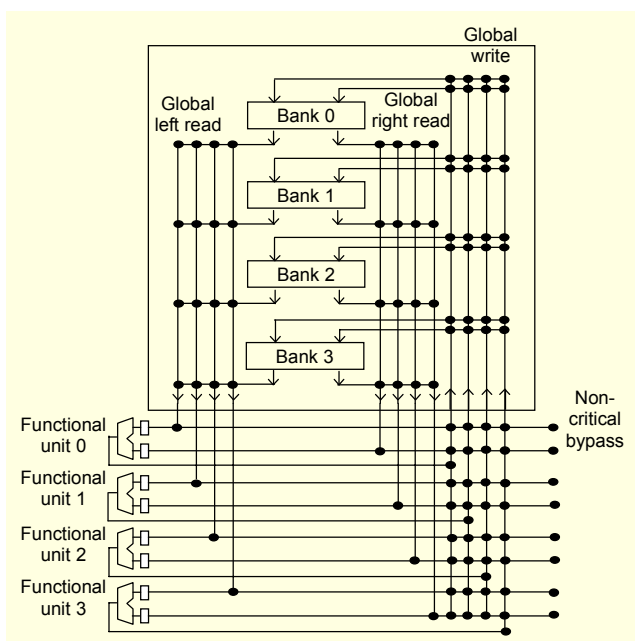 Global
write
Global
left read
Global
right read
Bank 0
Bank 1
Bank 2
Bank 3
Non-
critical
bypass
Functional
unit 0
Functional
unit 1
Functional
unit 2
Functional
unit 3